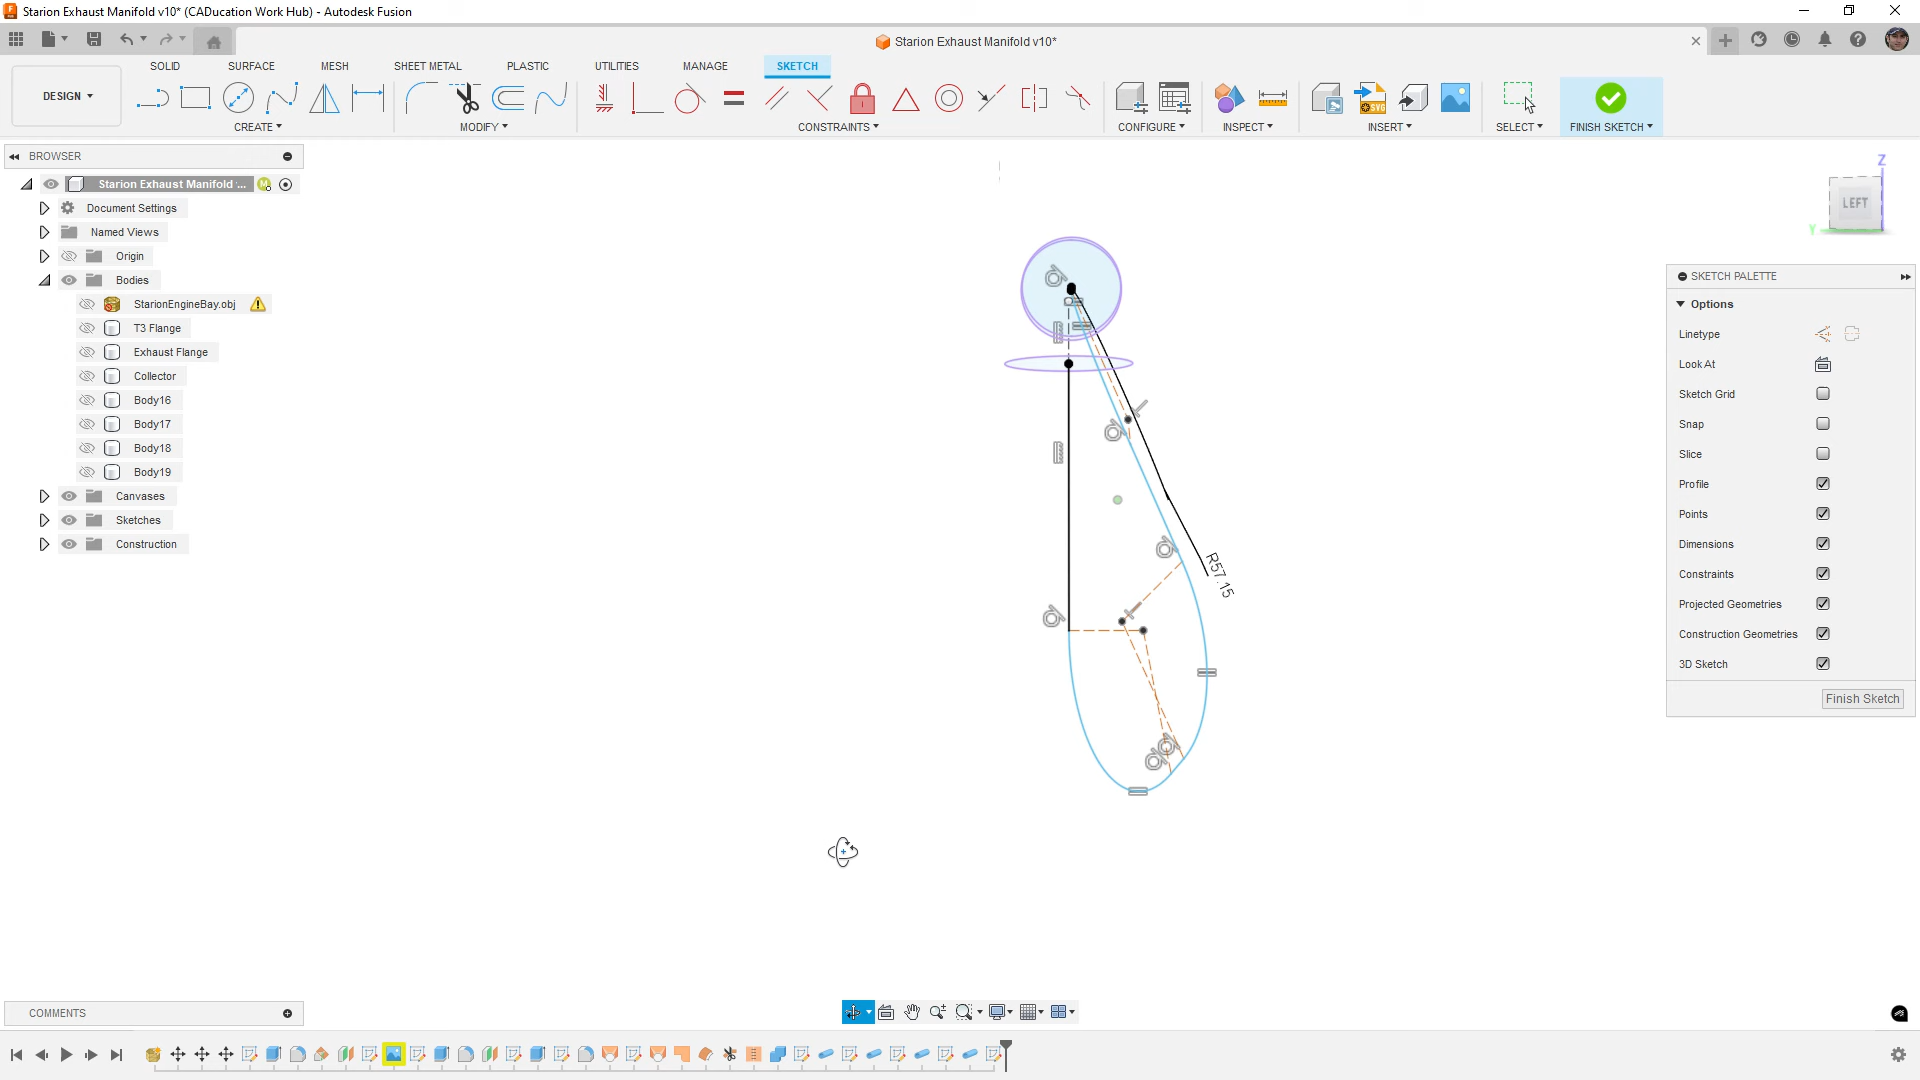 Starion Exhaust Manifold v10* (CADucation Work Hub) - Autodesk Fusion
Starion Exhaust Manifold v10*
DESIGN
SOLID
SURFACE
MESH
SHEET METAL
PLASTIC
UTILITIES
MANAGE
SKETCH
CREATE
MODIFY
CONSTRAINTS
CONFIGURE
INSPECT
INSERT
SELECT
FINISH SKETCH
BROWSER
Starion Exhaust Manifold ...
M
Document Settings
Named Views
Origin
Bodies
StarionEngineBay.obj
T3 Flange
Exhaust Flange
Collector
Body16
Body17
Body18
Body19
Canvases
Sketches
Construction
R57.15
Z
LEFT
Y
SKETCH PALETTE
Options
Linetype
Look At
Sketch Grid
Snap
Slice
Profile
Points
Dimensions
Constraints
Projected Geometries
Construction Geometries
3D Sketch
Finish Sketch
COMMENTS